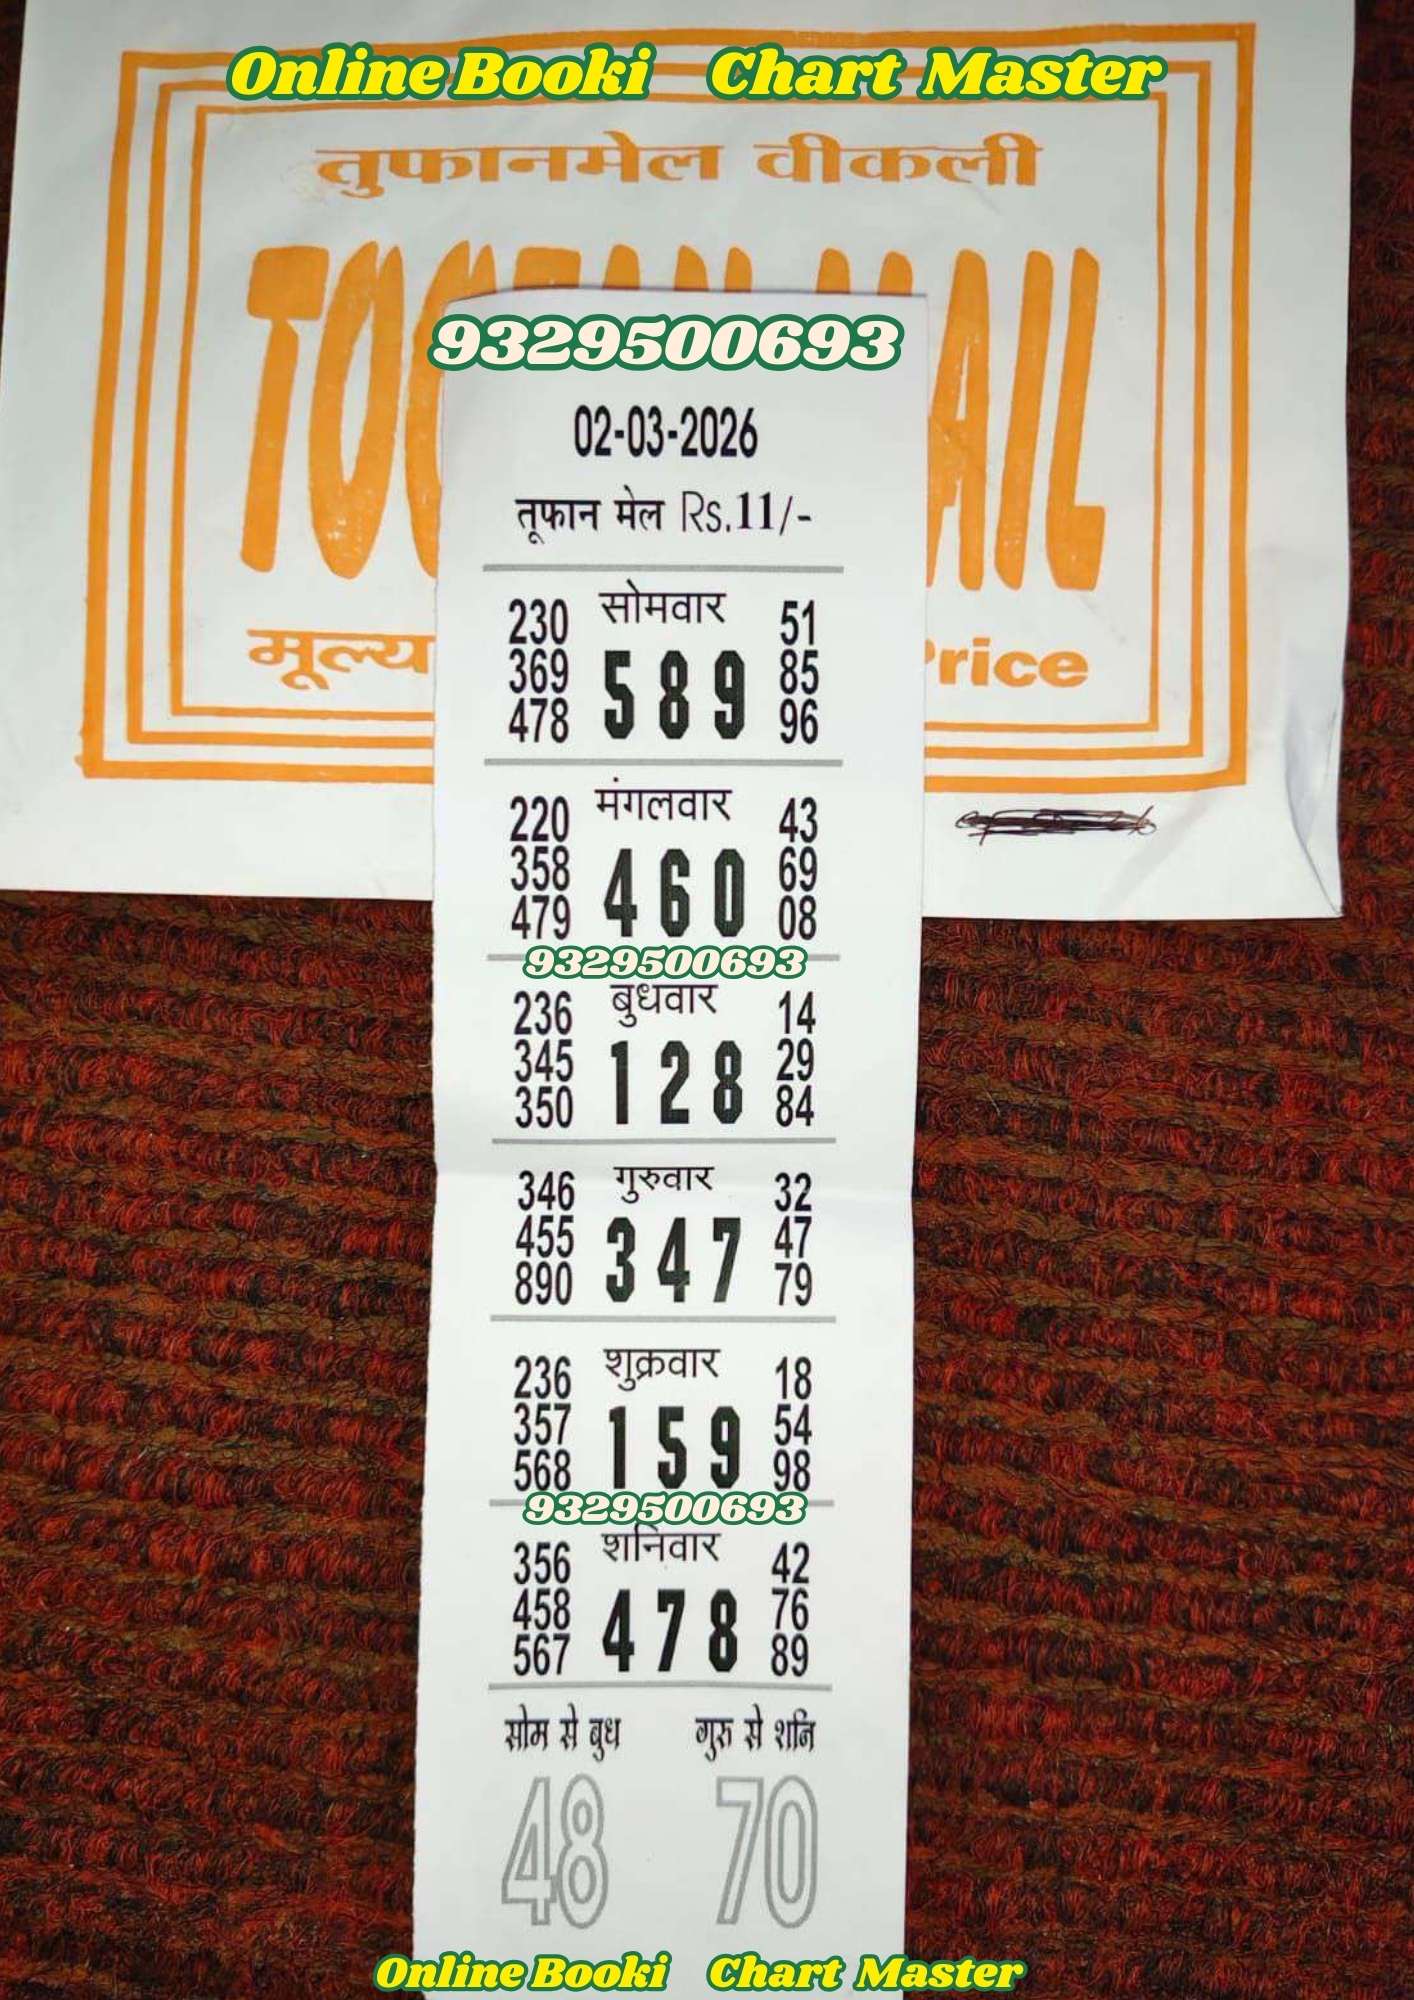 Online Booki Chart Master
तुफानमेल वीकली
9329500693
02-03-2026
तूफान मेल Rs.11/-
मूल्य rice
सोमवार
230 51
369 589 85
478 96
मंगलवार
220 43
358 460 69
479 08
9329500693
बुधवार
236 14
345 128 29
350 84
गुरुवार
346 32
455 347 47
890 79
शुक्रवार
236 18
357 159 54
568 98
9329500693
शनिवार
356 42
458 478 76
567 89
सोम से बुध गुरु से शनि
48 70
Online Booki Chart Master